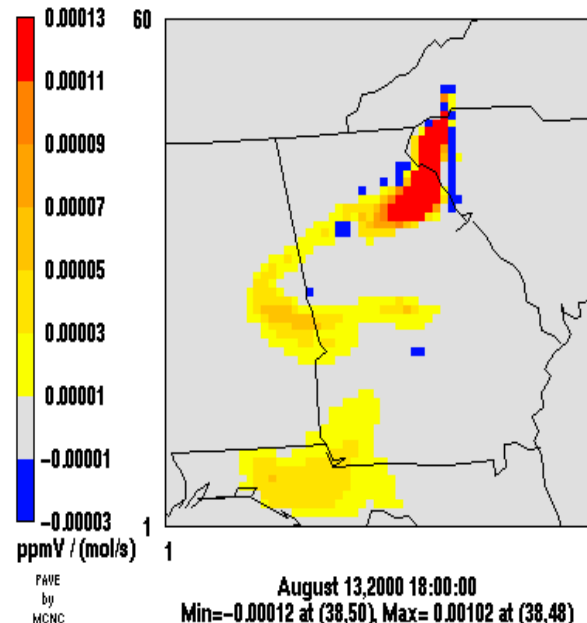 0.00013
0.00011
0.00009
0.00007
0.00005
0.00003
0.00001
-0.00001
-0.00003
ppmV / (mol/s)
PAVE
by
MCNC
60
1
1
August 13,2000 18:00:00
Min=-0.00012 at (38,50), Max= 0.00102 at (38,48)